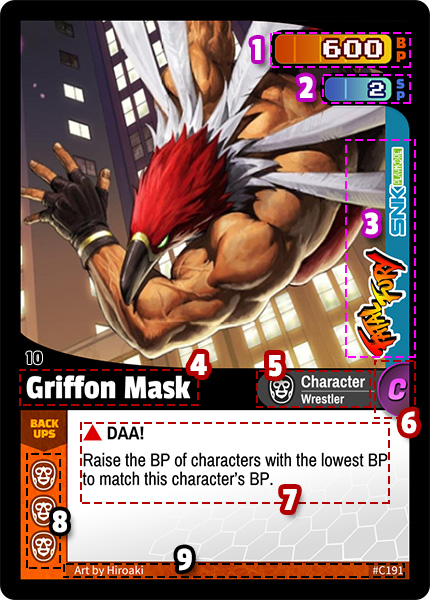 1
600
BP
2
2
SP
3
SNK
PLAYMORE
FATAL FURY
10
4
Griffon Mask
5
Character
Wrestler
C
6
BACK
UPS
DAA!
Raise the BP of characters with the lowest BP
to match this character's BP.
7
8
9
Art by Hiroaki
#C191